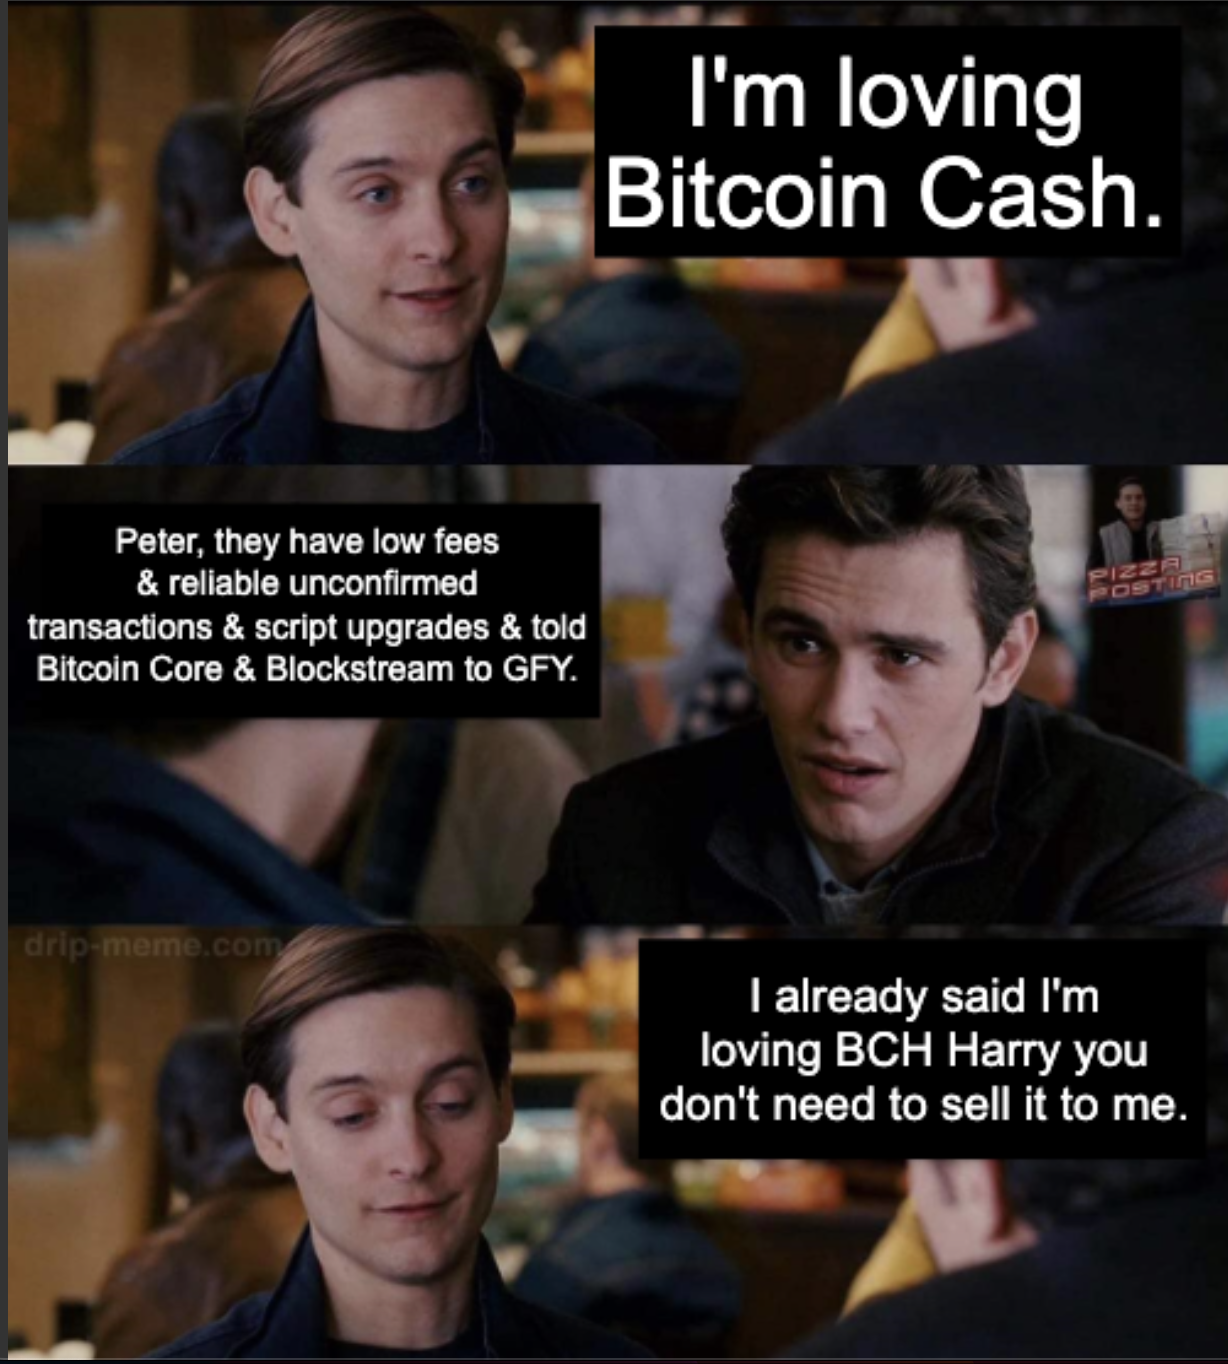 I'm loving
Bitcoin Cash.
Peter, they have low fees
& reliable unconfirmed
transactions & script upgrades & told
Bitcoin Core & Blockstream to GFY.
PIZZA
POSTING
drip-meme.com
I already said I'm
loving BCH Harry you
don't need to sell it to me.